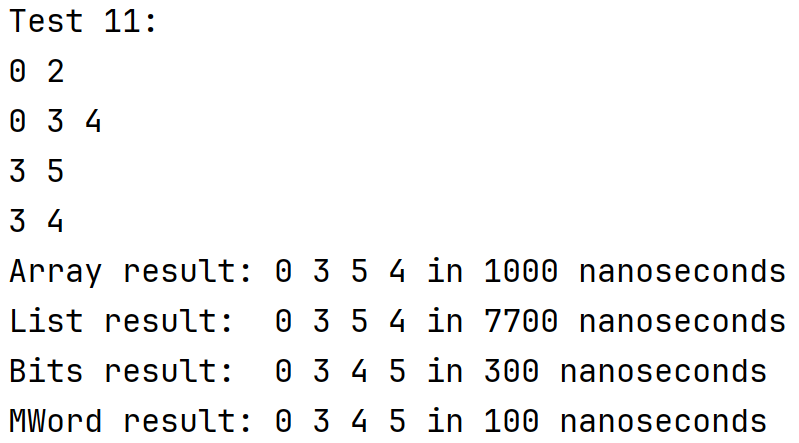 Test 11:
0 2
0 3 4
3 5
3 4
Array result: 0 3 5 4 in 1000 nanoseconds
List result:  0 3 5 4 in 7700 nanoseconds
Bits result:  0 3 4 5 in 300 nanoseconds
MWord result: 0 3 4 5 in 100 nanoseconds